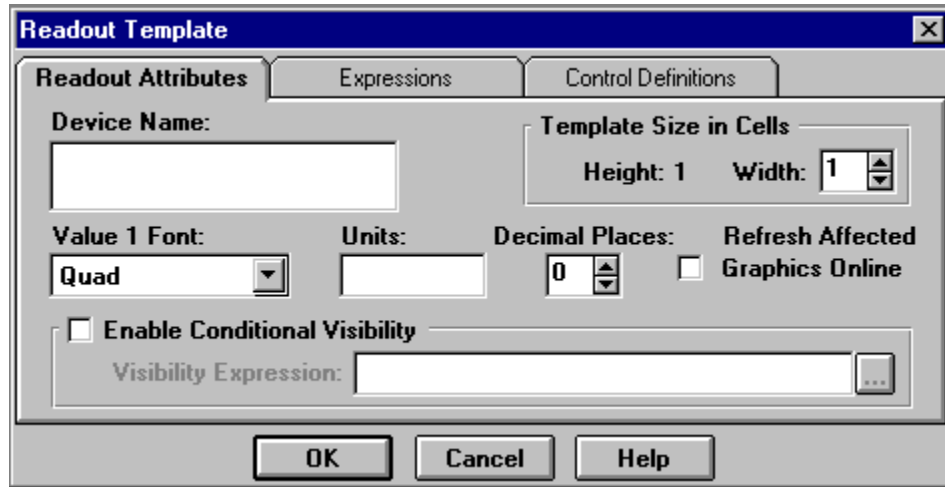 Readout Template
Readout Attributes Expressions Control Definitions
Device Name:
Template Size in Cells
Height: 1 Width: 1
Value 1 Font: Units: Decimal Places: Refresh Affected
Quad 0 Graphics Online
Enable Conditional Visibility
Visibility Expression: ...
OK Cancel Help